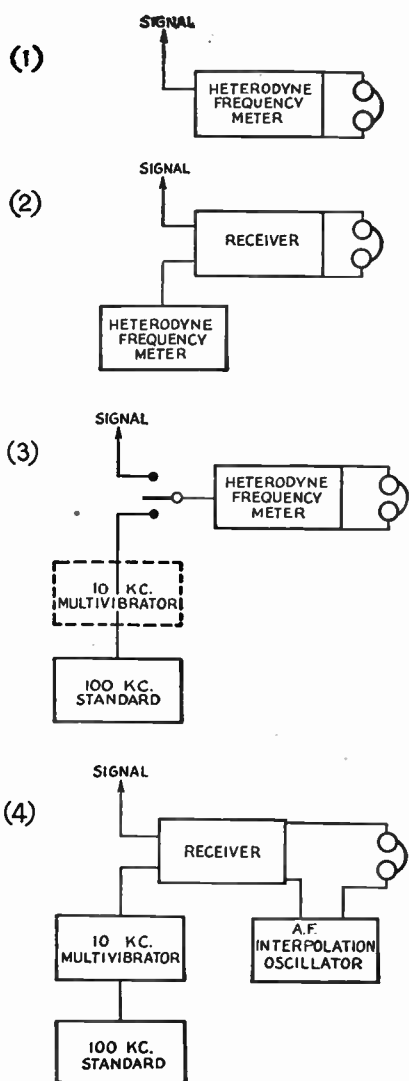 (1)
SIGNAL
HETERODYNE
FREQUENCY
METER
(2)
SIGNAL
RECEIVER
HETERODYNE
FREQUENCY
METER
(3)
SIGNAL
HETERODYNE
FREQUENCY
METER
10 KC.
MULTIVIBRATOR
100 KC.
STANDARD
(4)
SIGNAL
RECEIVER
10 KC.
MULTIVIBRATOR
A.F.
INTERPOLATION
OSCILLATOR
100 KC.
STANDARD